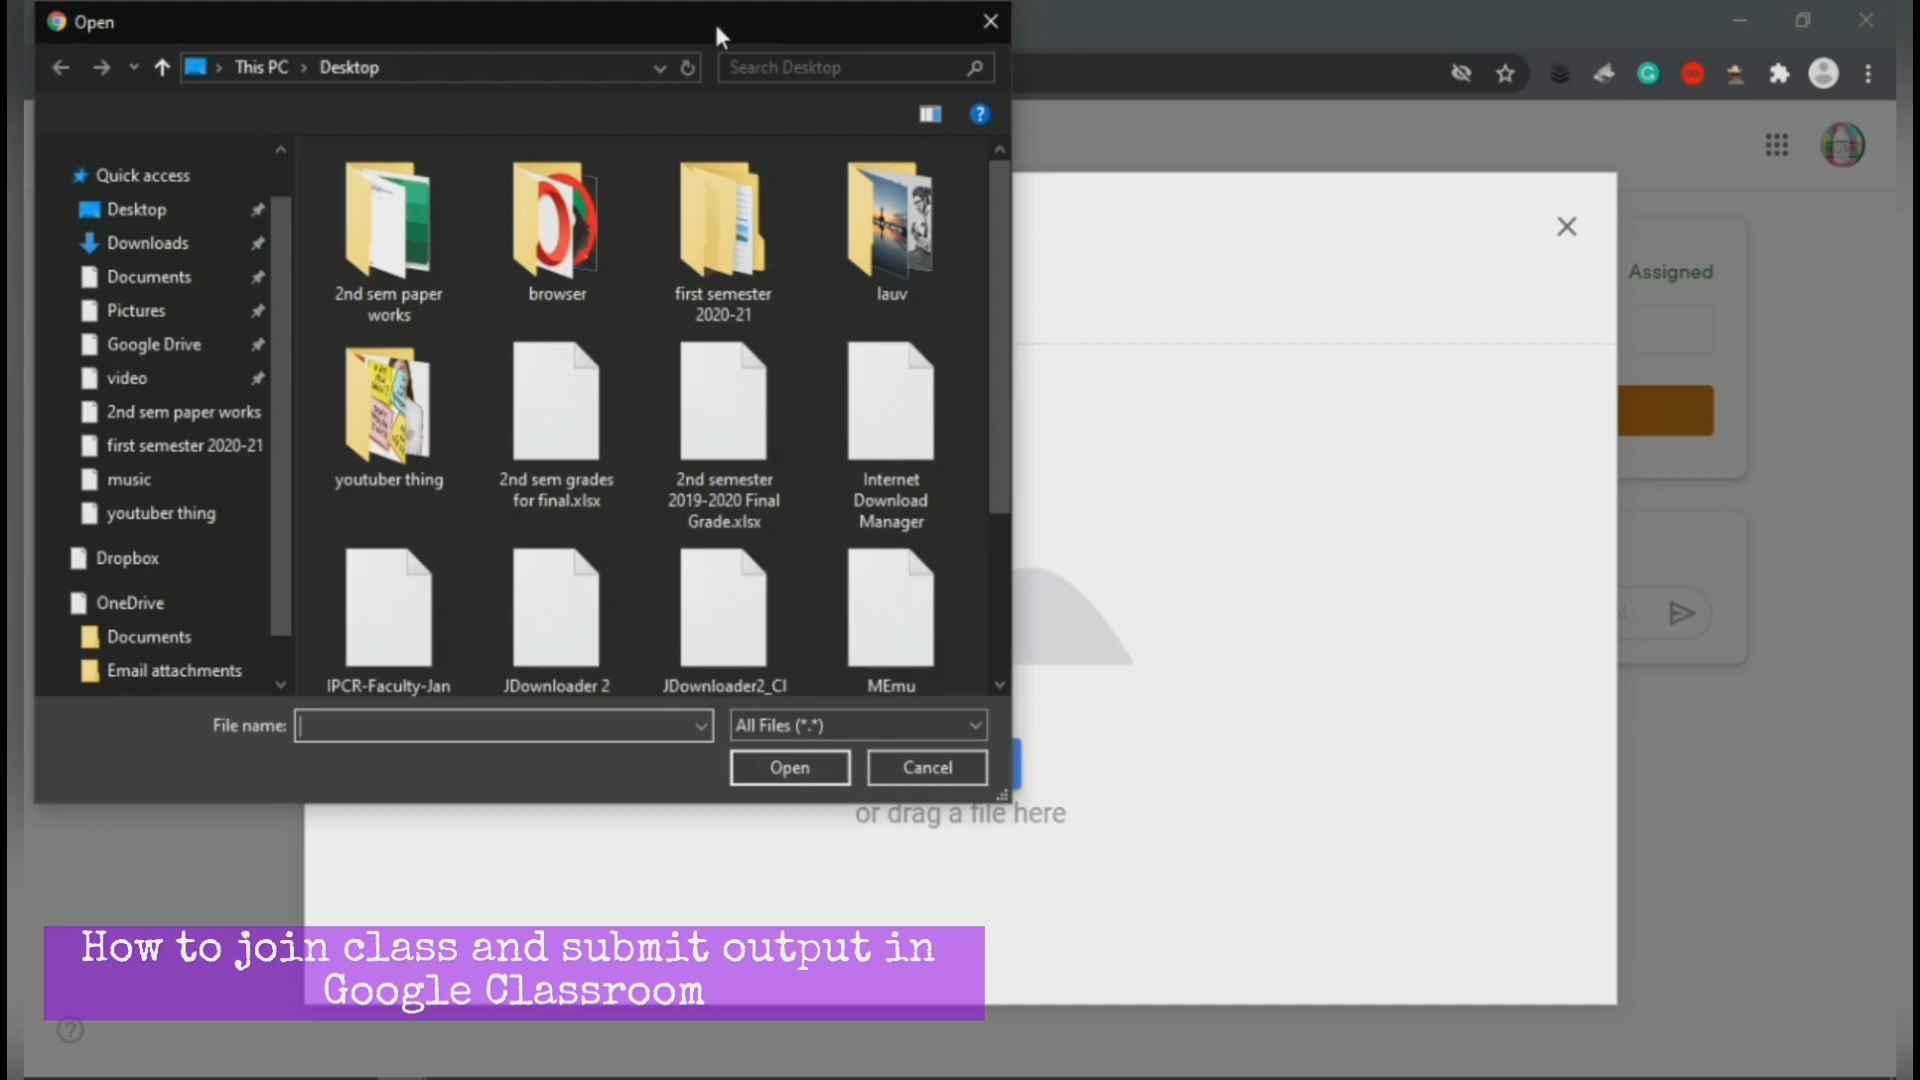 Open
This PC
Desktop
Search Desktop
Quick access
Desktop
Downloads
Documents
Pictures
Google Drive
video
2nd sem paper works
first semester 2020-21
music
youtuber thing
Dropbox
OneDrive
Documents
Email attachments
2nd sem paper
works
browser
first semester
2020-21
lauv
youtuber thing
2nd sem grades
for final.xlsx
2nd semester
2019-2020 Final
Grade.xlsx
Internet
Download
Manager
IPCR-Faculty-Jan
JDownloader 2
JDownloader2_Cl
MEmu
File name:
All Files (*.*)
Open
Cancel
Assigned
or drag a file here
How to join class and submit output in
Google Classroom